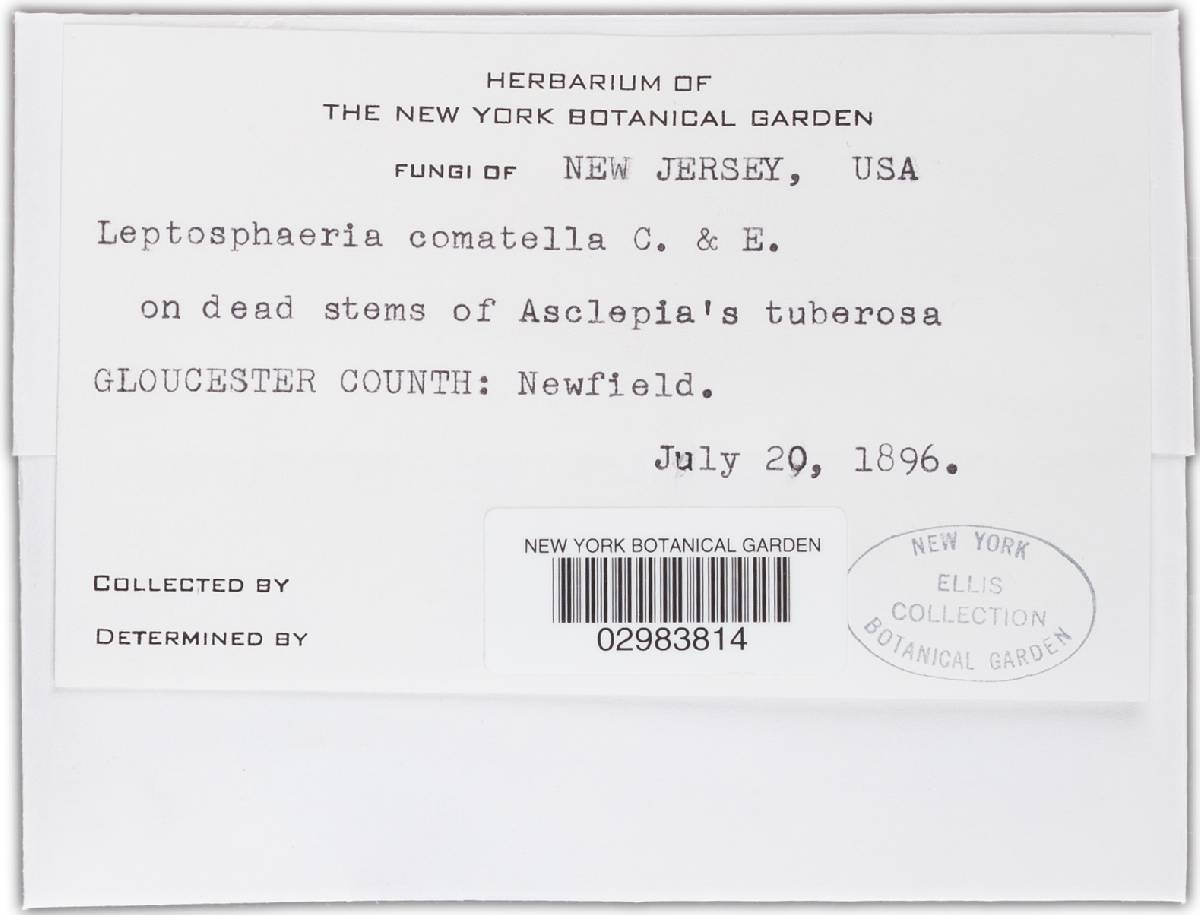 HERBARIUM OF
THE NEW YORK BOTANICAL GARDEN
FUNGI OF NEW JERSEY, USA
Leptosphaeria comatella C. & E.
on dead stems of Asclepia's tuberosa
GLOUCESTER COUNTH: Newfield.
July 20, 1896.
NEW YORK BOTANICAL GARDEN
02983814
COLLECTED BY
DETERMINED BY
NEW YORK
ELLIS
COLLECTION
BOTANICAL GARDEN